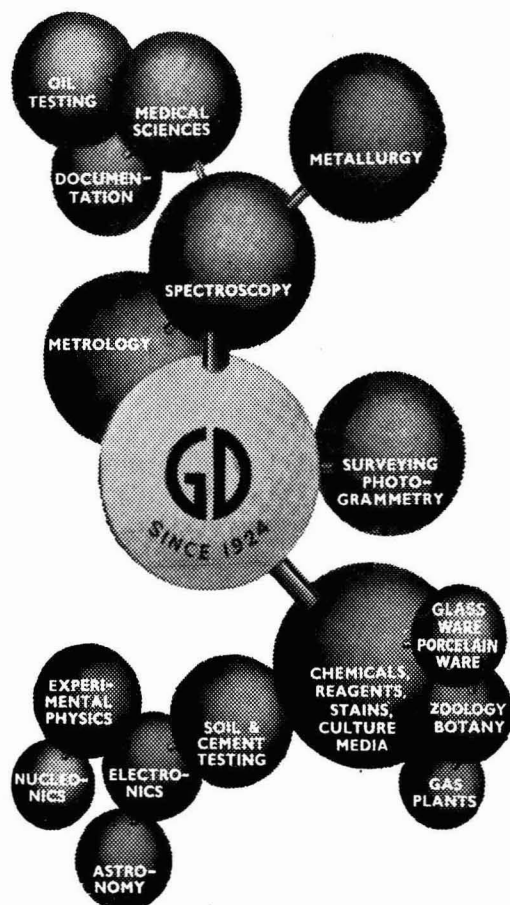 OIL
TESTING
MEDICAL
SCIENCES
DOCUMEN-
TATION
METALLURGY
SPECTROSCOPY
METROLOGY
GD
SINCE 1924
SURVEYING
PHOTO-
GRAMMETRY
GLASS
WARE
PORCELAIN
WARE
CHEMICALS,
REAGENTS,
STAINS,
CULTURE
MEDIA
ZOOLOGY
BOTANY
GAS
PLANTS
SOIL &
CEMENT
TESTING
EXPERI-
MENTAL
PHYSICS
ELECTRO-
NICS
NUCLEO-
NICS
ASTRO-
NOMY